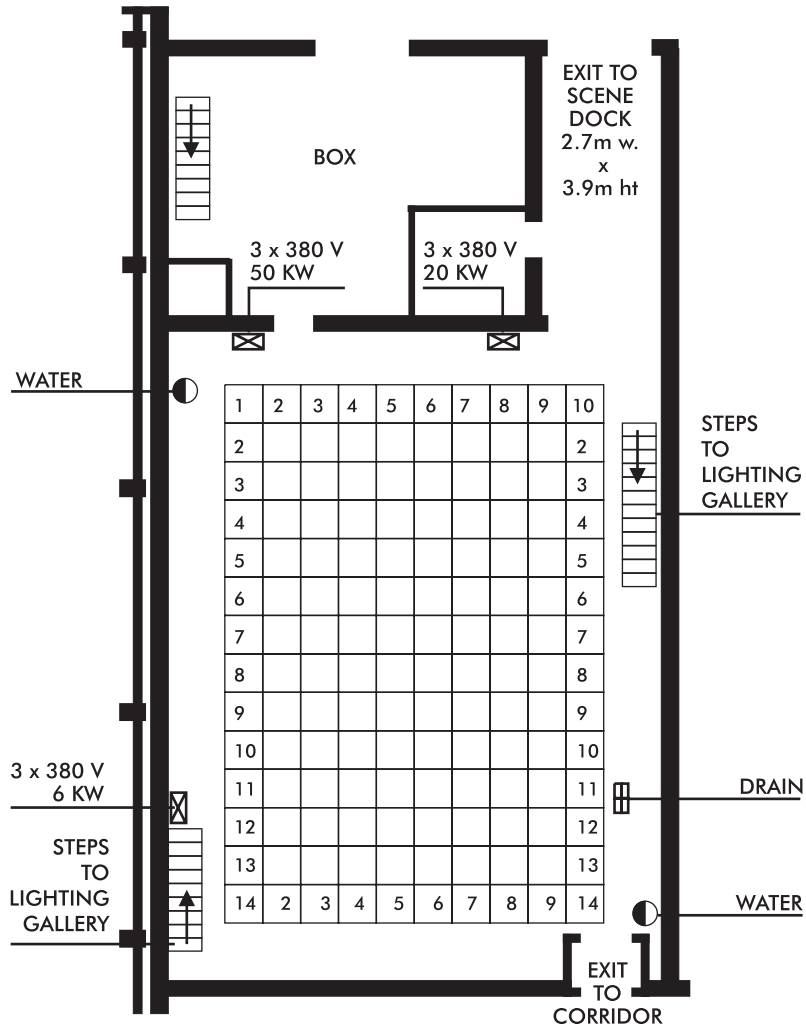 EXIT TO
SCENE
DOCK
2.7m w.
x
3.9m ht
BOX
3 x 380 V
50 KW
3 x 380 V
20 KW
WATER
1 2 3 4 5 6 7 8 9 10
2 2
3 3
4 4
5 5
6 6
7 7
8 8
9 9
10 10
11 11
12 12
13 13
14 2 3 4 5 6 7 8 9 14
STEPS
TO
LIGHTING
GALLERY
3 x 380 V
6 KW
DRAIN
STEPS
TO
LIGHTING
GALLERY
WATER
EXIT
TO
CORRIDOR